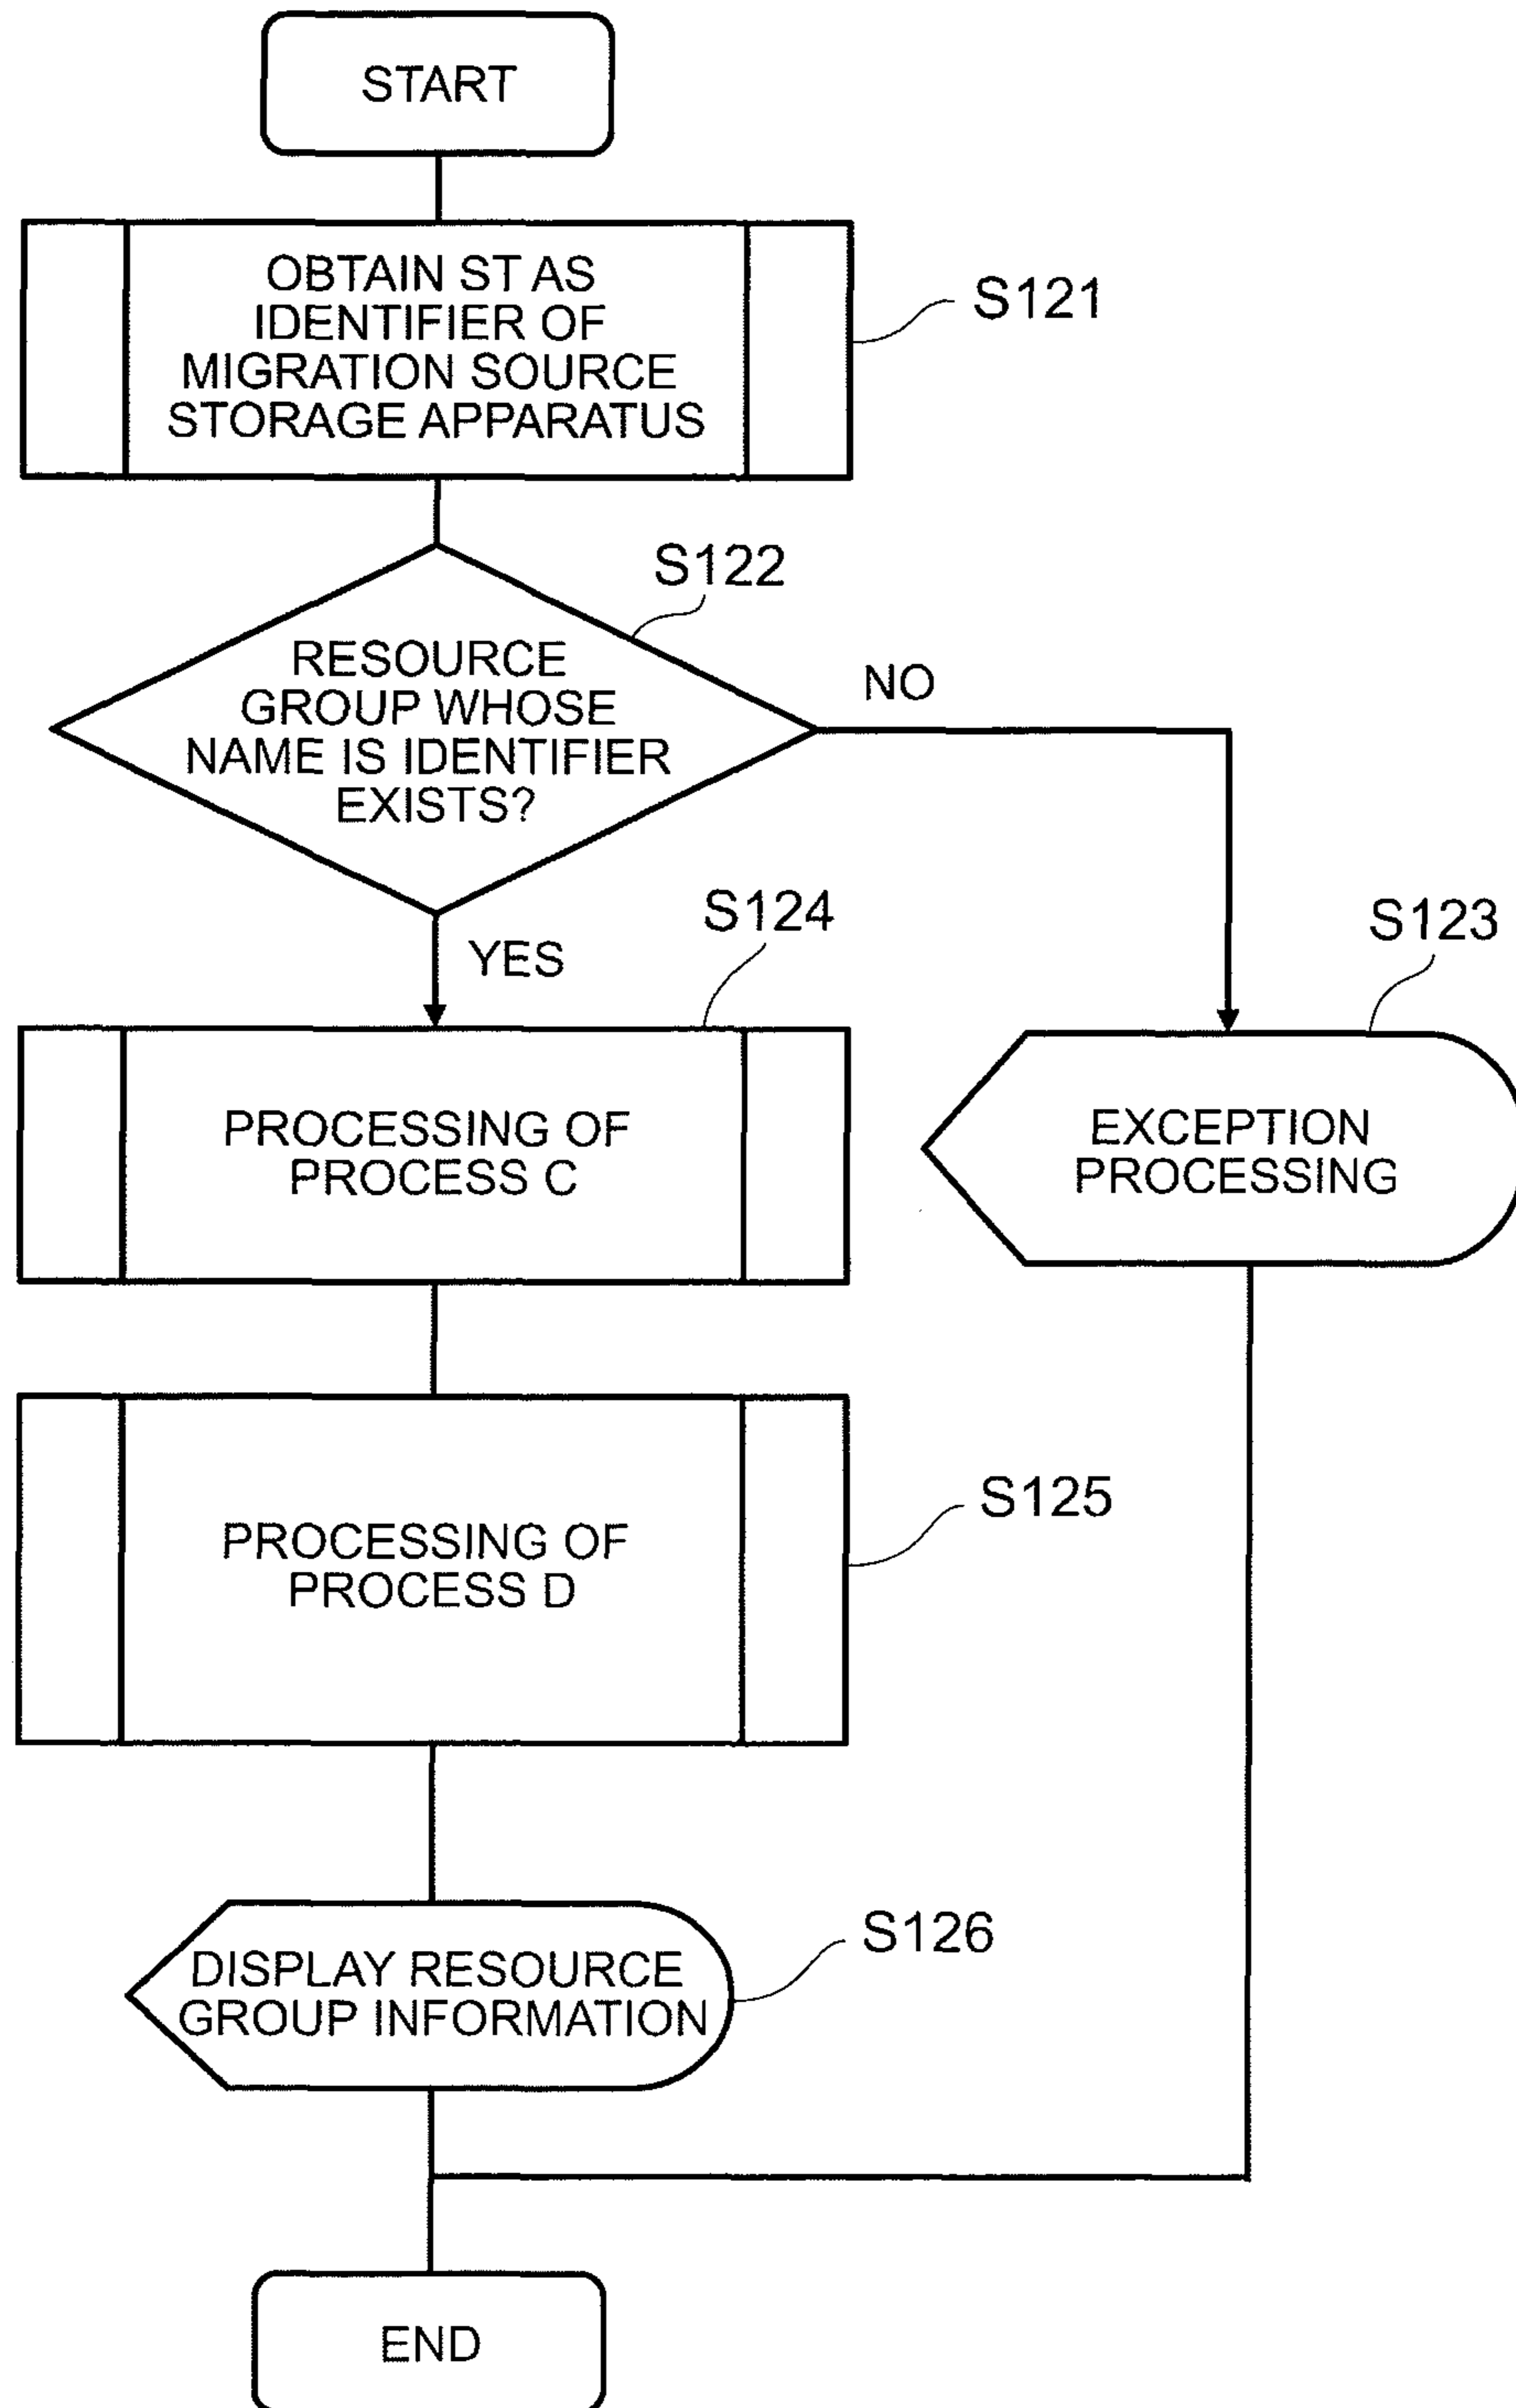 START
OBTAIN ST AS
IDENTIFIER OF
MIGRATION SOURCE
STORAGE APPARATUS
S121
S122
RESOURCE
GROUP WHOSE
NAME IS IDENTIFIER
EXISTS?
NO
YES
S124
S123
PROCESSING OF
PROCESS C
EXCEPTION
PROCESSING
S125
PROCESSING OF
PROCESS D
S126
DISPLAY RESOURCE
GROUP INFORMATION
END